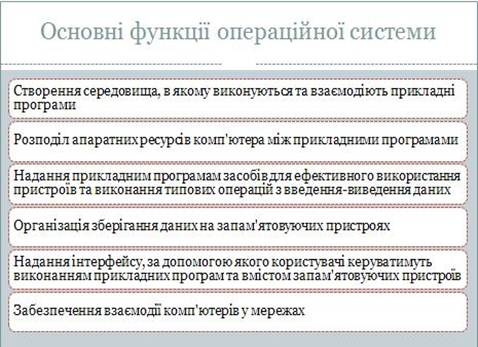 Основні функції операційної системи
Створення середовища, в якому виконуються та взаємодіють прикладні
програми
Розподіл апаратних ресурсів комп'ютера між прикладними програмами
Надання прикладним програмам засобів для ефективного використання
пристроїв та виконання типових операцій з введення-виведення даних
Організація зберігання даних на запам'ятовуючих пристроях
Надання інтерфейсу, за допомогою якого користувачі керуватимуть
виконанням прикладних програм та вмістом запам'ятовуючих пристроїв
Забезпечення взаємодії комп'ютерів у мережах